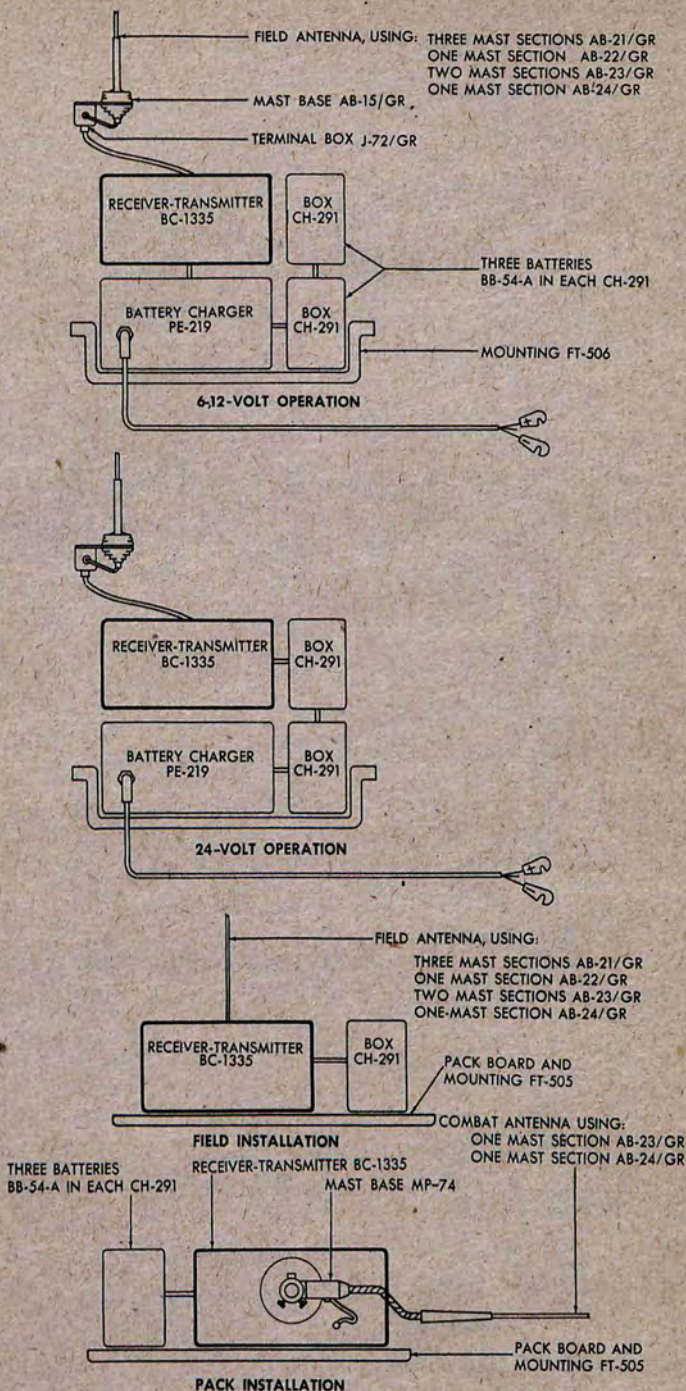 FIELD ANTENNA, USING: THREE MAST SECTIONS AB-21/GR
ONE MAST SECTION AB-22/GR
TWO MAST SECTIONS AB-23/GR
ONE MAST SECTION AB-24/GR
MAST BASE AB-15/GR
TERMINAL BOX J-72/GR
RECEIVER-TRANSMITTER
BC-1335
BOX
CH-291
THREE BATTERIES
BB-54-A IN EACH CH-291
BATTERY CHARGER
PE-219
BOX
CH-291
MOUNTING FT-506
6-,12-VOLT OPERATION
+
-
RECEIVER-TRANSMITTER
BC-1335
BOX
CH-291
BATTERY CHARGER
PE-219
BOX
CH-291
24-VOLT OPERATION
+
-
FIELD ANTENNA, USING:
THREE MAST SECTIONS AB-21/GR
ONE MAST SECTION AB-22/GR
TWO MAST SECTIONS AB-23/GR
ONE-MAST SECTION AB-24/GR
RECEIVER-TRANSMITTER
BC-1335
BOX
CH-291
PACK BOARD AND
MOUNTING FT-505
FIELD INSTALLATION
COMBAT ANTENNA USING:
ONE MAST SECTION AB-23/GR
ONE MAST SECTION AB-24/GR
THREE BATTERIES
BB-54-A IN EACH CH-291
RECEIVER-TRANSMITTER BC-1335
MAST BASE MP-74
PACK BOARD AND
MOUNTING FT-505
PACK INSTALLATION